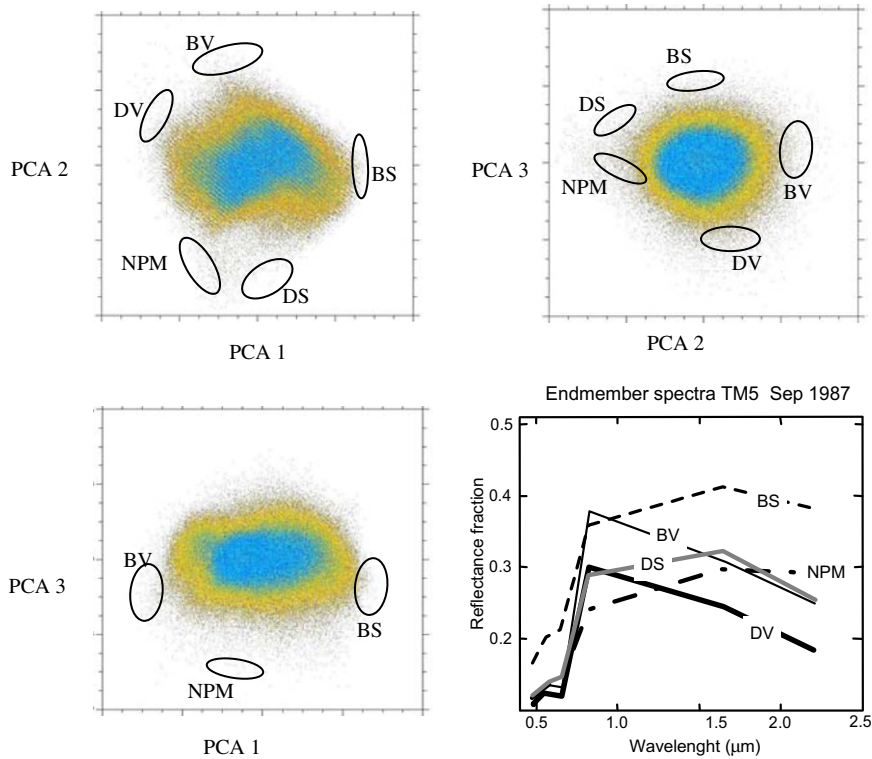 BV
DV
PCA 2
BS
NPM
DS
PCA 1
BS
DS
PCA 3
NPM
BV
DV
PCA 2
BV
PCA 3
BS
NPM
PCA 1
Endmember spectra TM5 Sep 1987
0.5
0.4
0.3
0.2
Reflectance fraction
BS
BV
DS
NPM
DV
0.5
1.0
1.5
2.0
2.5
Wavelenght (μm)